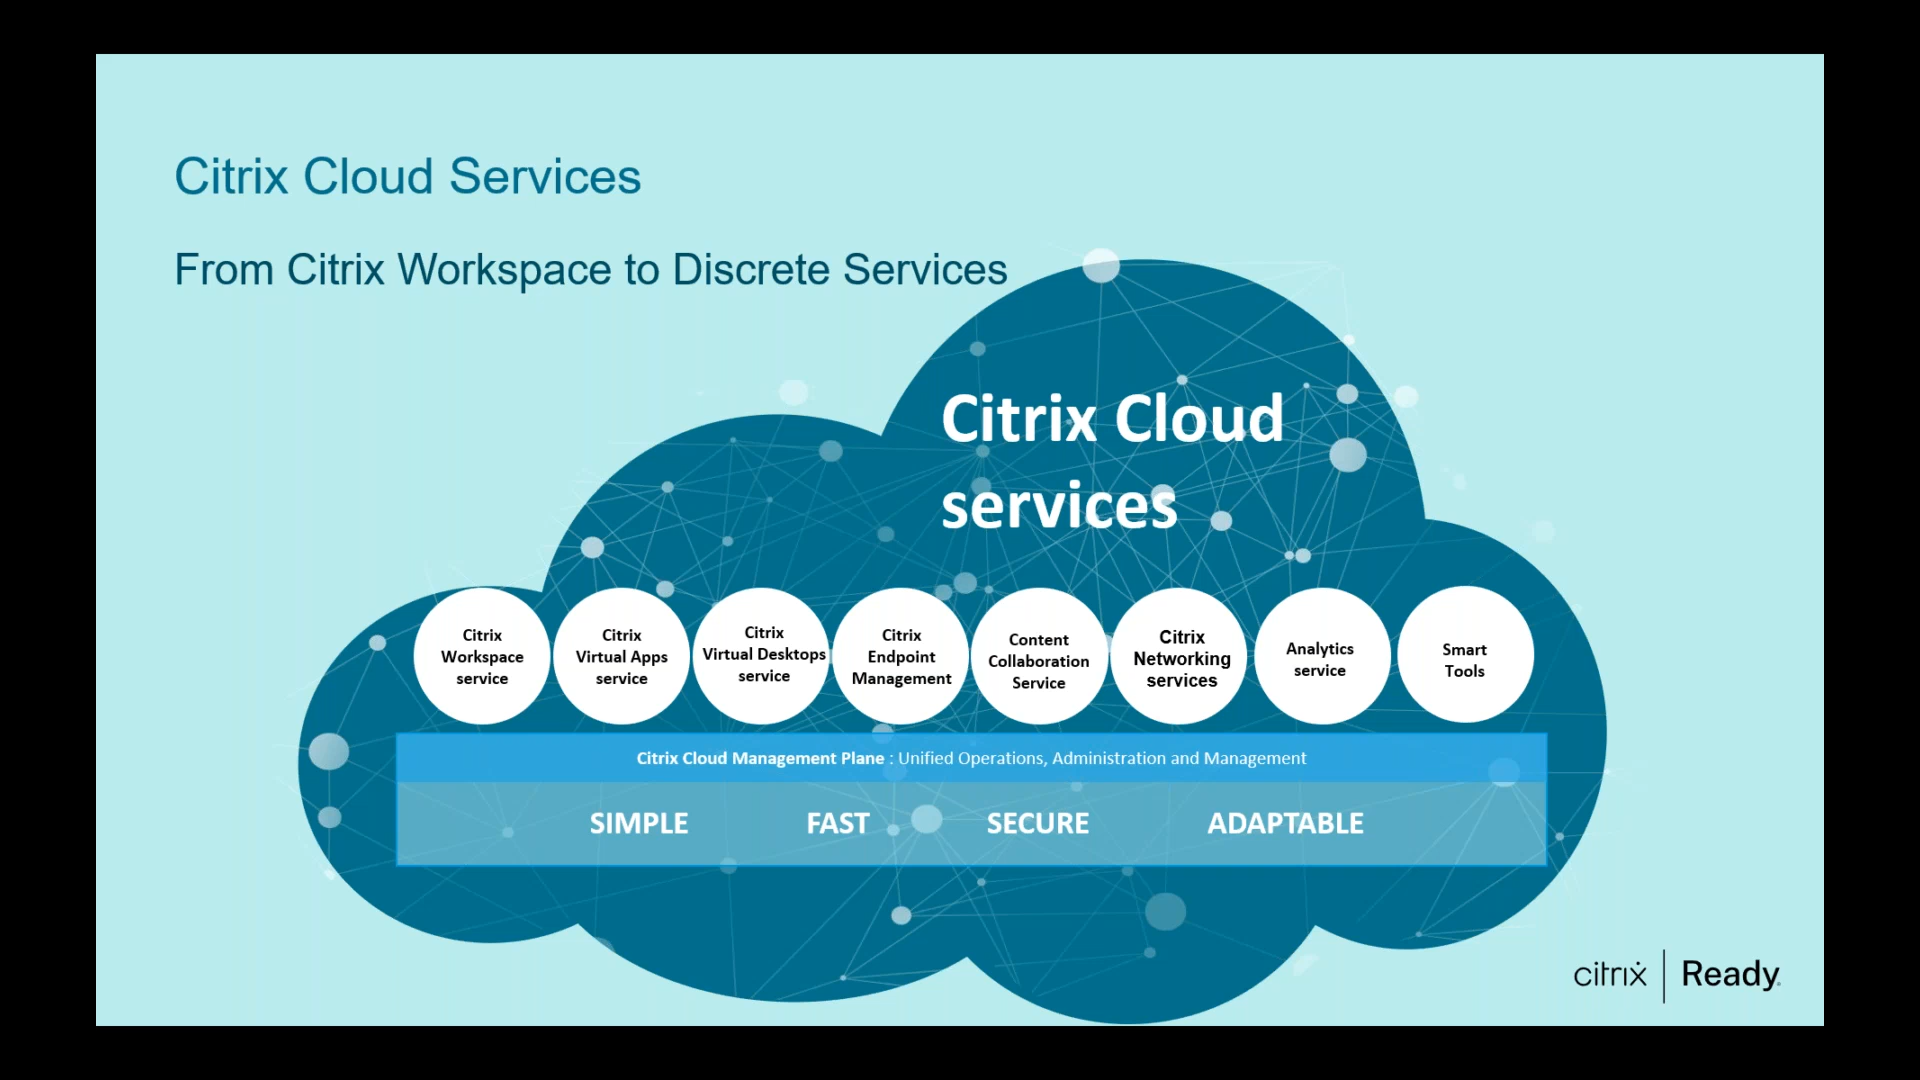 Citrix Cloud Services
From Citrix Workspace to Discrete Services
Citrix Cloud
services
Citrix
Workspace
service
Citrix
Virtual Apps
service
Citrix
Virtual Desktops
service
Citrix
Endpoint
Management
Content
Collaboration
Service
Citrix
Networking
services
Analytics
service
Smart
Tools
Citrix Cloud Management Plane : Unified Operations, Administration and Management
SIMPLE FAST SECURE ADAPTABLE
citrix | Ready